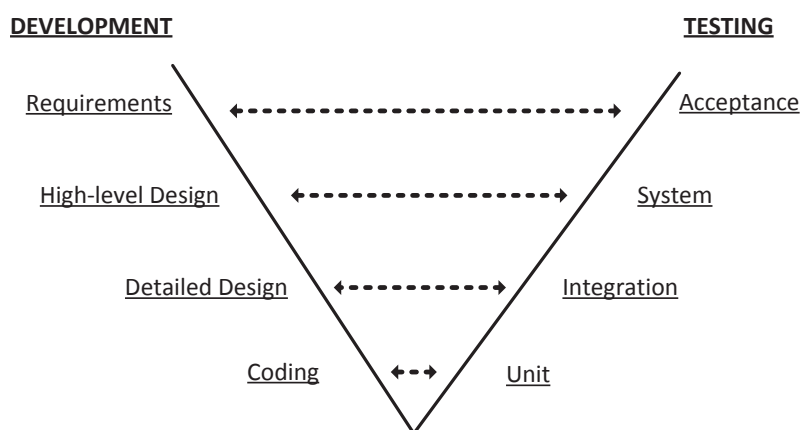 DEVELOPMENT TESTING
Requirements Acceptance
High-level Design System
Detailed Design Integration
Coding Unit